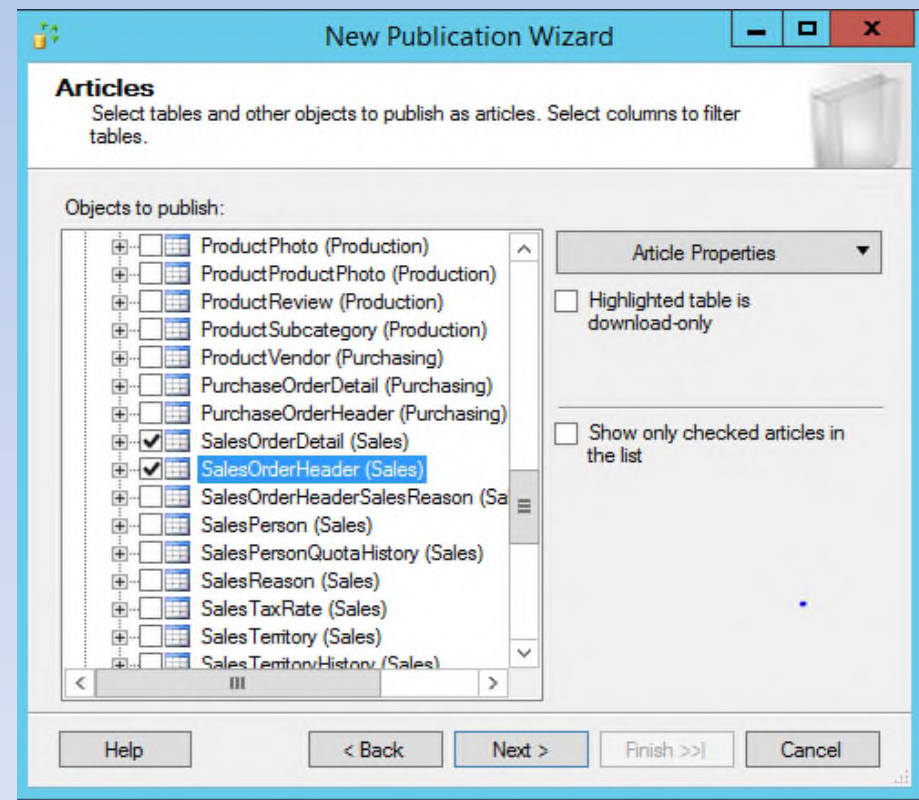 New Publication Wizard
Articles
Select tables and other objects to publish as articles. Select columns to filter
tables.
Objects to publish:
ProductPhoto (Production)
ProductProductPhoto (Production)
ProductReview (Production)
ProductSubcategory (Production)
ProductVendor (Purchasing)
PurchaseOrderDetail (Purchasing)
PurchaseOrderHeader (Purchasing)
SalesOrderDetail (Sales)
SalesOrderHeader (Sales)
SalesOrderHeaderSalesReason (Sa
SalesPerson (Sales)
SalesPersonQuotaHistory (Sales)
SalesReason (Sales)
SalesTaxRate (Sales)
SalesTerritory (Sales)
SalesTerritoryHistory (Sales)
Article Properties
Highlighted table is
download-only
Show only checked articles in
the list
Help
< Back
Next >
Finish >>|
Cancel